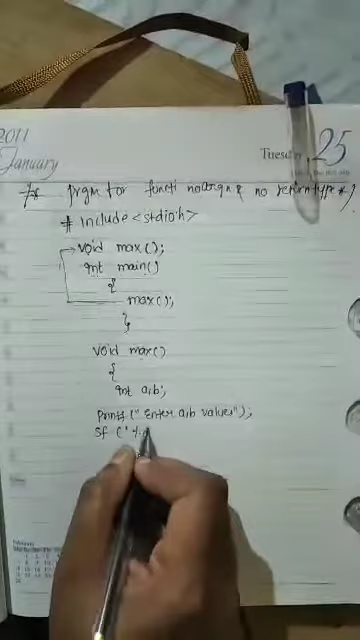 2011
January
Tuesday 25
/* prgm for functi no argu & no return type */
# include <stdio.h>
void max();
int main()
{
max();
}
void max()
{
int a,b;
printf (" Enter a,b values");
sf (" %